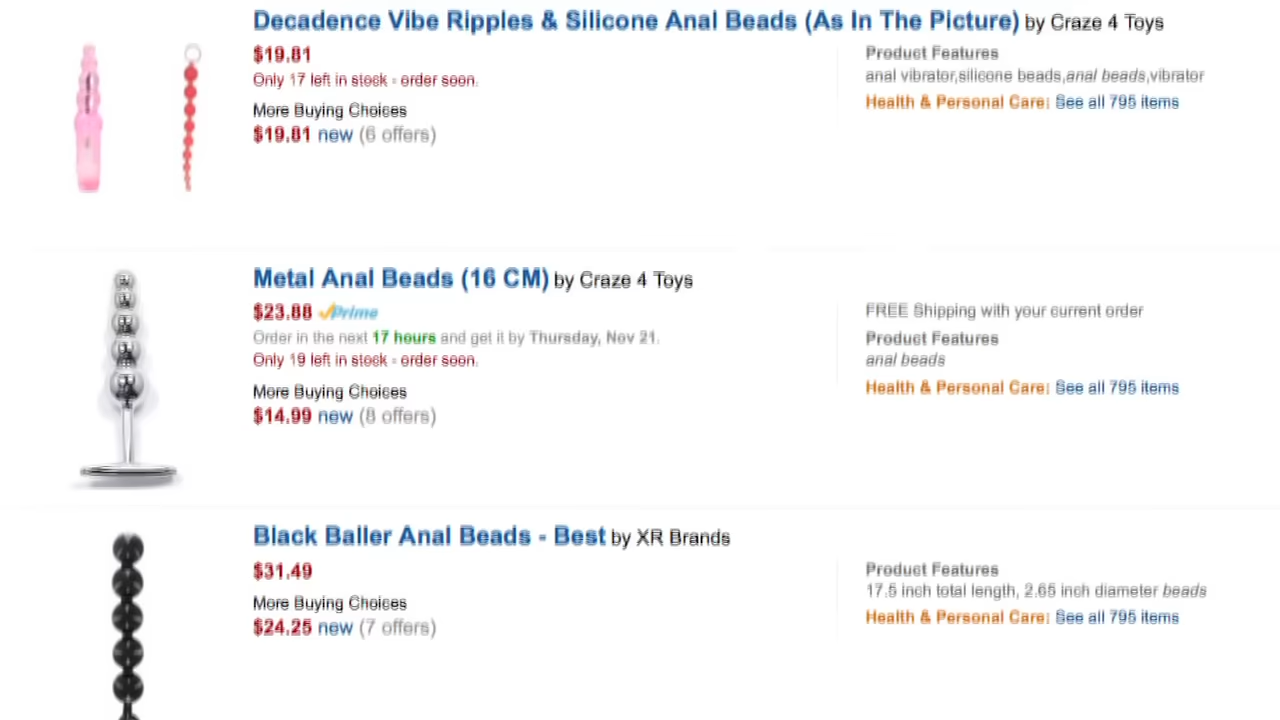 Decadence Vibe Ripples & Silicone Anal Beads (As In The Picture) by Craze 4 Toys
$19.81
Only 17 left in stock - order soon.
More Buying Choices
$19.81 new (6 offers)
Product Features
anal vibrator,silicone beads,anal beads,vibrator
Health & Personal Care: See all 795 items
Metal Anal Beads (16 CM) by Craze 4 Toys
$23.88 Prime
Order in the next 17 hours and get it by Thursday, Nov 21.
Only 19 left in stock - order soon.
More Buying Choices
$14.99 new (8 offers)
FREE Shipping with your current order
Product Features
anal beads
Health & Personal Care: See all 795 items
Black Baller Anal Beads - Best by XR Brands
$31.49
More Buying Choices
$24.25 new (7 offers)
Product Features
17.5 inch total length, 2.65 inch diameter beads
Health & Personal Care: See all 795 items